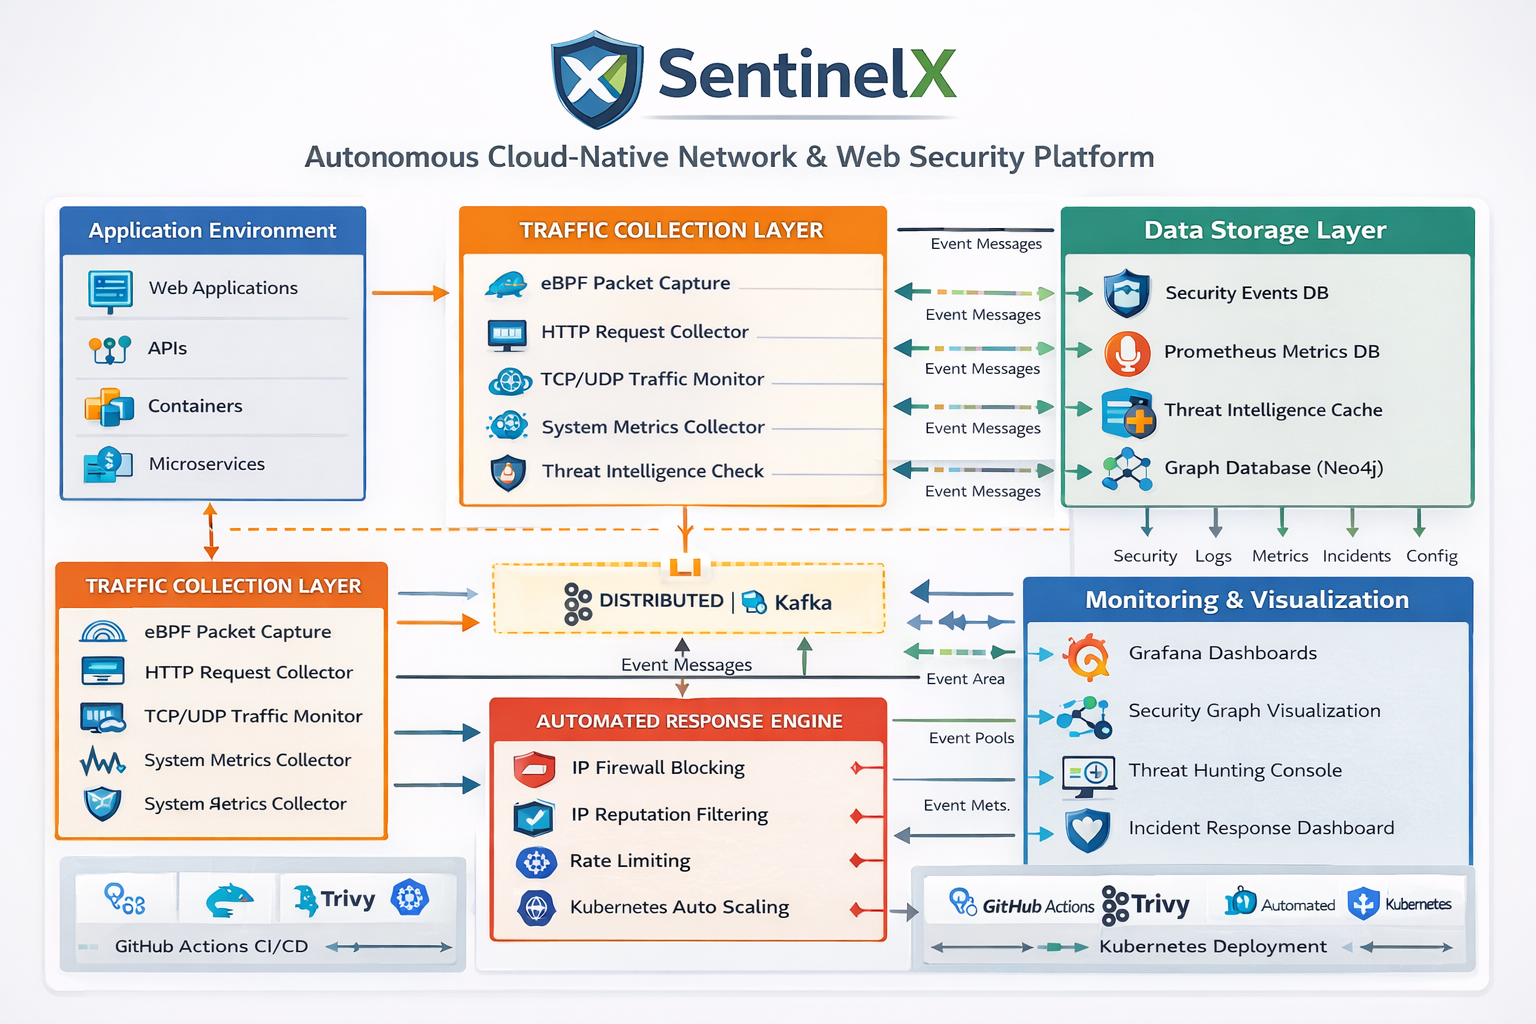 SentinelX
Autonomous Cloud-Native Network & Web Security Platform
Application Environment
Web Applications
APIs
Containers
Microservices
TRAFFIC COLLECTION LAYER
eBPF Packet Capture
HTTP Request Collector
TCP/UDP Traffic Monitor
System Metrics Collector
Threat Intelligence Check
Event Messages
Event Messages
Event Messages
Event Messages
Event Messages
Data Storage Layer
Security Events DB
Prometheus Metrics DB
Threat Intelligence Cache
Graph Database (Neo4j)
Security Logs Metrics Incidents Config
TRAFFIC COLLECTION LAYER
eBPF Packet Capture
HTTP Request Collector
TCP/UDP Traffic Monitor
System Metrics Collector
System Яetrics Collector
DISTRIBUTED | Kafka
Event Messages
AUTOMATED RESPONSE ENGINE
IP Firewall Blocking
IP Reputation Filtering
Rate Limiting
Kubernetes Auto Scaling
Event Area
Event Pools
Event Mets.
Monitoring & Visualization
Grafana Dashboards
Security Graph Visualization
Threat Hunting Console
Incident Response Dashboard
Trivy
GitHub Actions CI/CD
GitHub Actions Trivy Automated Kubernetes
Kubernetes Deployment